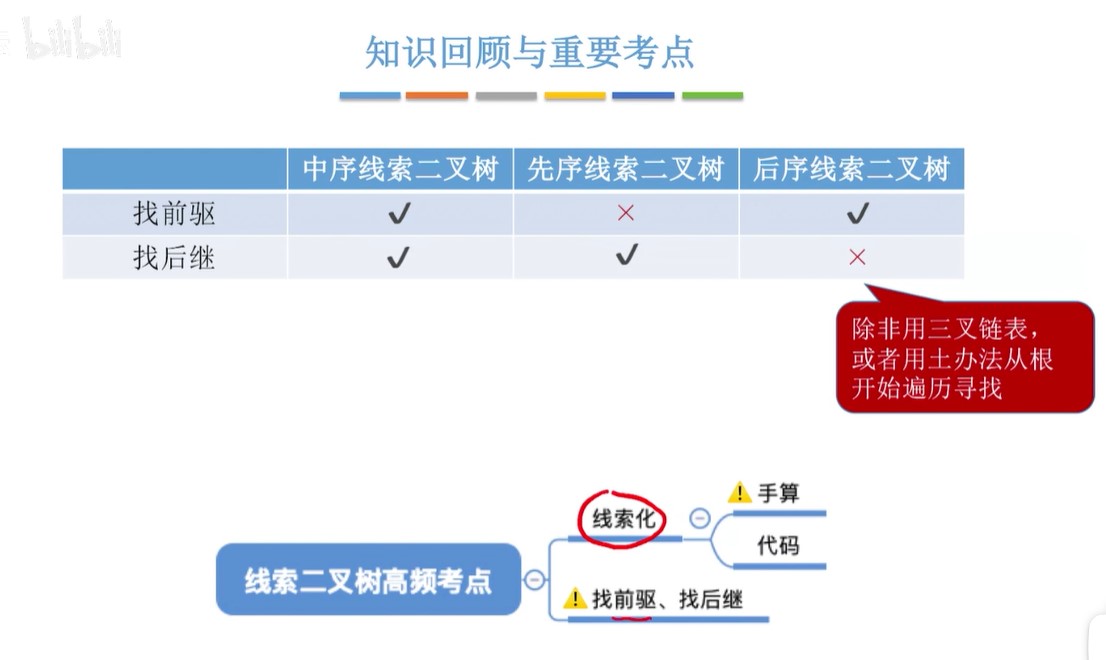 bilibili
知识回顾与重要考点
中序线索二叉树 先序线索二叉树 后序线索二叉树
找前驱 ✓ × ✓
找后继 ✓ ✓ ×
除非用三叉链表，
或者用土办法从根
开始遍历寻找
手算
线索化
代码
线索二叉树高频考点
找前驱、找后继